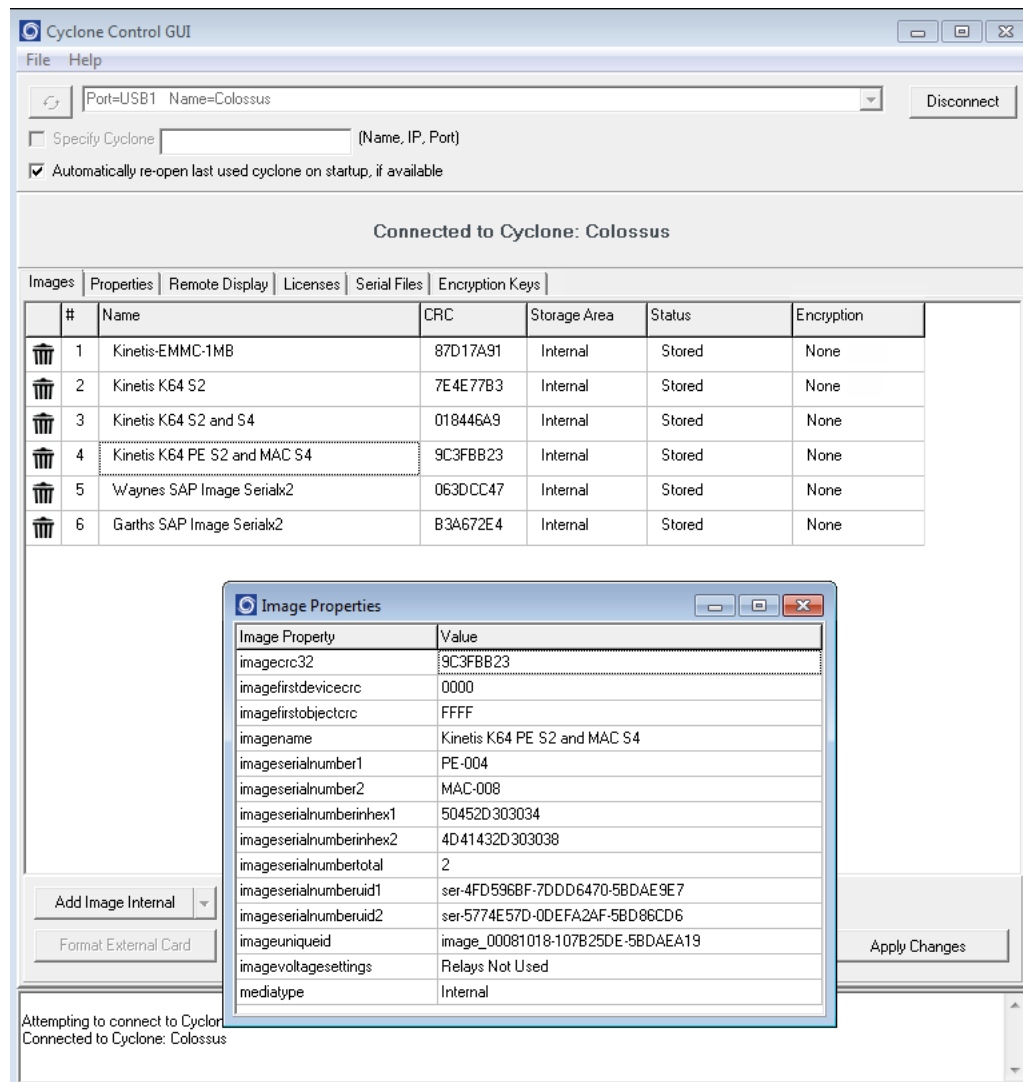 Cyclone Control GUI
File Help
Port=USB1 Name=Colossus
Disconnect
Specify Cyclone (Name, IP, Port)
Automatically re-open last used cyclone on startup, if available
Connected to Cyclone: Colossus
Images Properties Remote Display Licenses Serial Files Encryption Keys
# Name CRC Storage Area Status Encryption
1 Kinetis-EMMC-1MB 87D17A91 Internal Stored None
2 Kinetis K64 S2 7E4E77B3 Internal Stored None
3 Kinetis K64 S2 and S4 018446A9 Internal Stored None
4 Kinetis K64 PE S2 and MAC S4 9C3FBB23 Internal Stored None
5 Waynes SAP Image Serialx2 063DCC47 Internal Stored None
6 Garths SAP Image Serialx2 B3A672E4 Internal Stored None
Image Properties
Image Property Value
imagecrc32 9C3FBB23
imagefirstdevicecrc 0000
imagefirstobjectcrc FFFF
imagename Kinetis K64 PE S2 and MAC S4
imageserialnumber1 PE-004
imageserialnumber2 MAC-008
imageserialnumberinhex1 50452D303034
imageserialnumberinhex2 4D41432D303038
imageserialnumbertotal 2
imageserialnumberuid1 ser-4FD596BF-7DDD6470-5BDAE9E7
imageserialnumberuid2 ser-5774E57D-0DEFA2AF-5BD86CD6
imageuniqueid image_00081018-107B25DE-5BDAEA19
imagevoltagesettings Relays Not Used
mediatype Internal
Add Image Internal
Format External Card
Apply Changes
Attempting to connect to Cyclon
Connected to Cyclone: Colossus